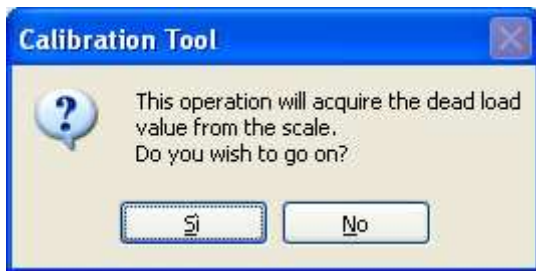 Calibration Tool
This operation will acquire the dead load
value from the scale.
Do you wish to go on?
Sì No